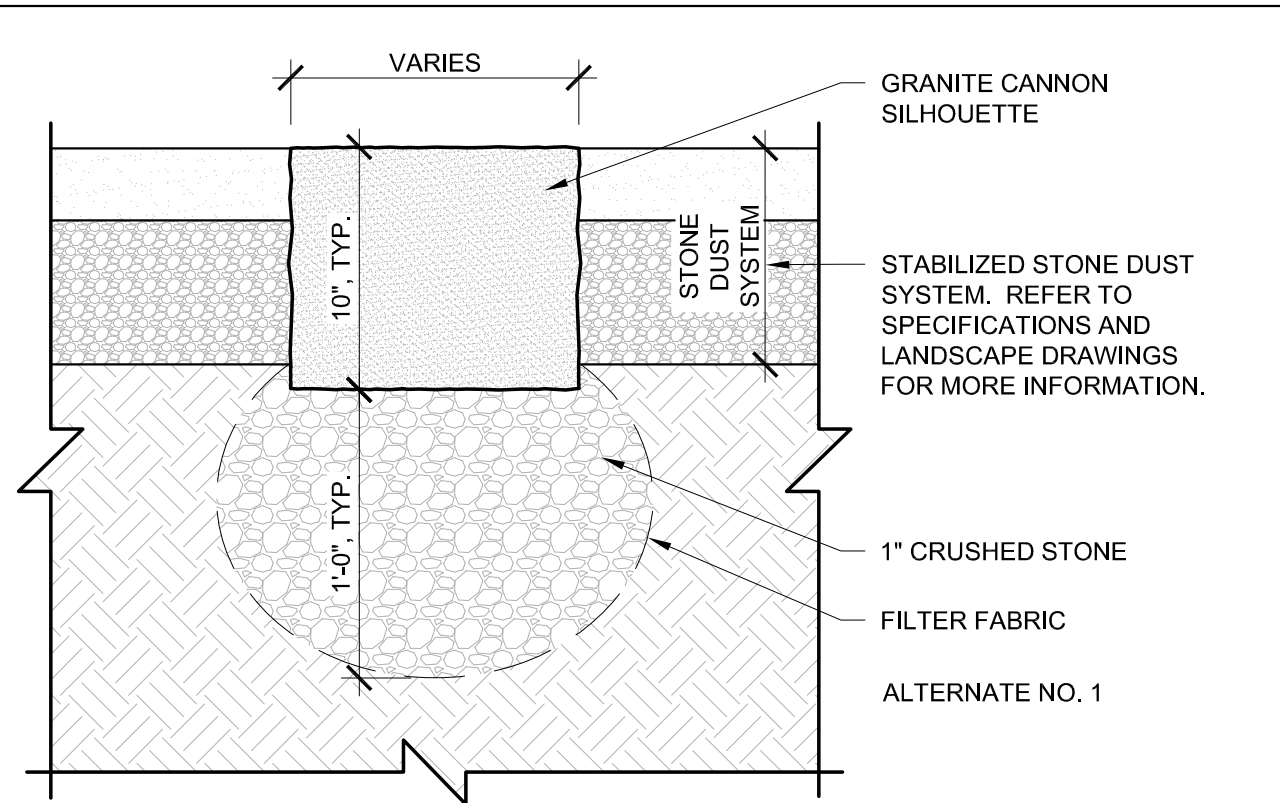 VARIES
GRANITE CANNON
SILHOUETTE
10", TYP.
STONE
DUST
SYSTEM
STABILIZED STONE DUST
SYSTEM.  REFER TO
SPECIFICATIONS AND
LANDSCAPE DRAWINGS
FOR MORE INFORMATION.
1'-0", TYP.
1" CRUSHED STONE
FILTER FABRIC
ALTERNATE NO. 1